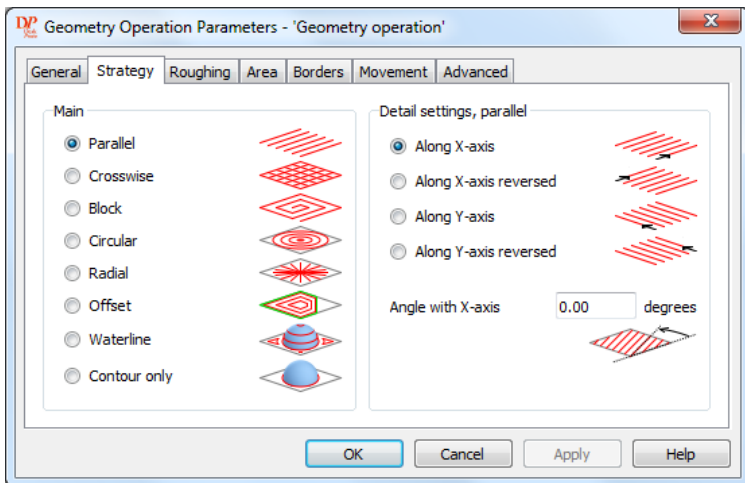 DP Geometry Operation Parameters - 'Geometry operation'
General Strategy Roughing Area Borders Movement Advanced
Main
Parallel
Crosswise
Block
Circular
Radial
Offset
Waterline
Contour only
Detail settings, parallel
Along X-axis
Along X-axis reversed
Along Y-axis
Along Y-axis reversed
Angle with X-axis 0.00 degrees
OK Cancel Apply Help